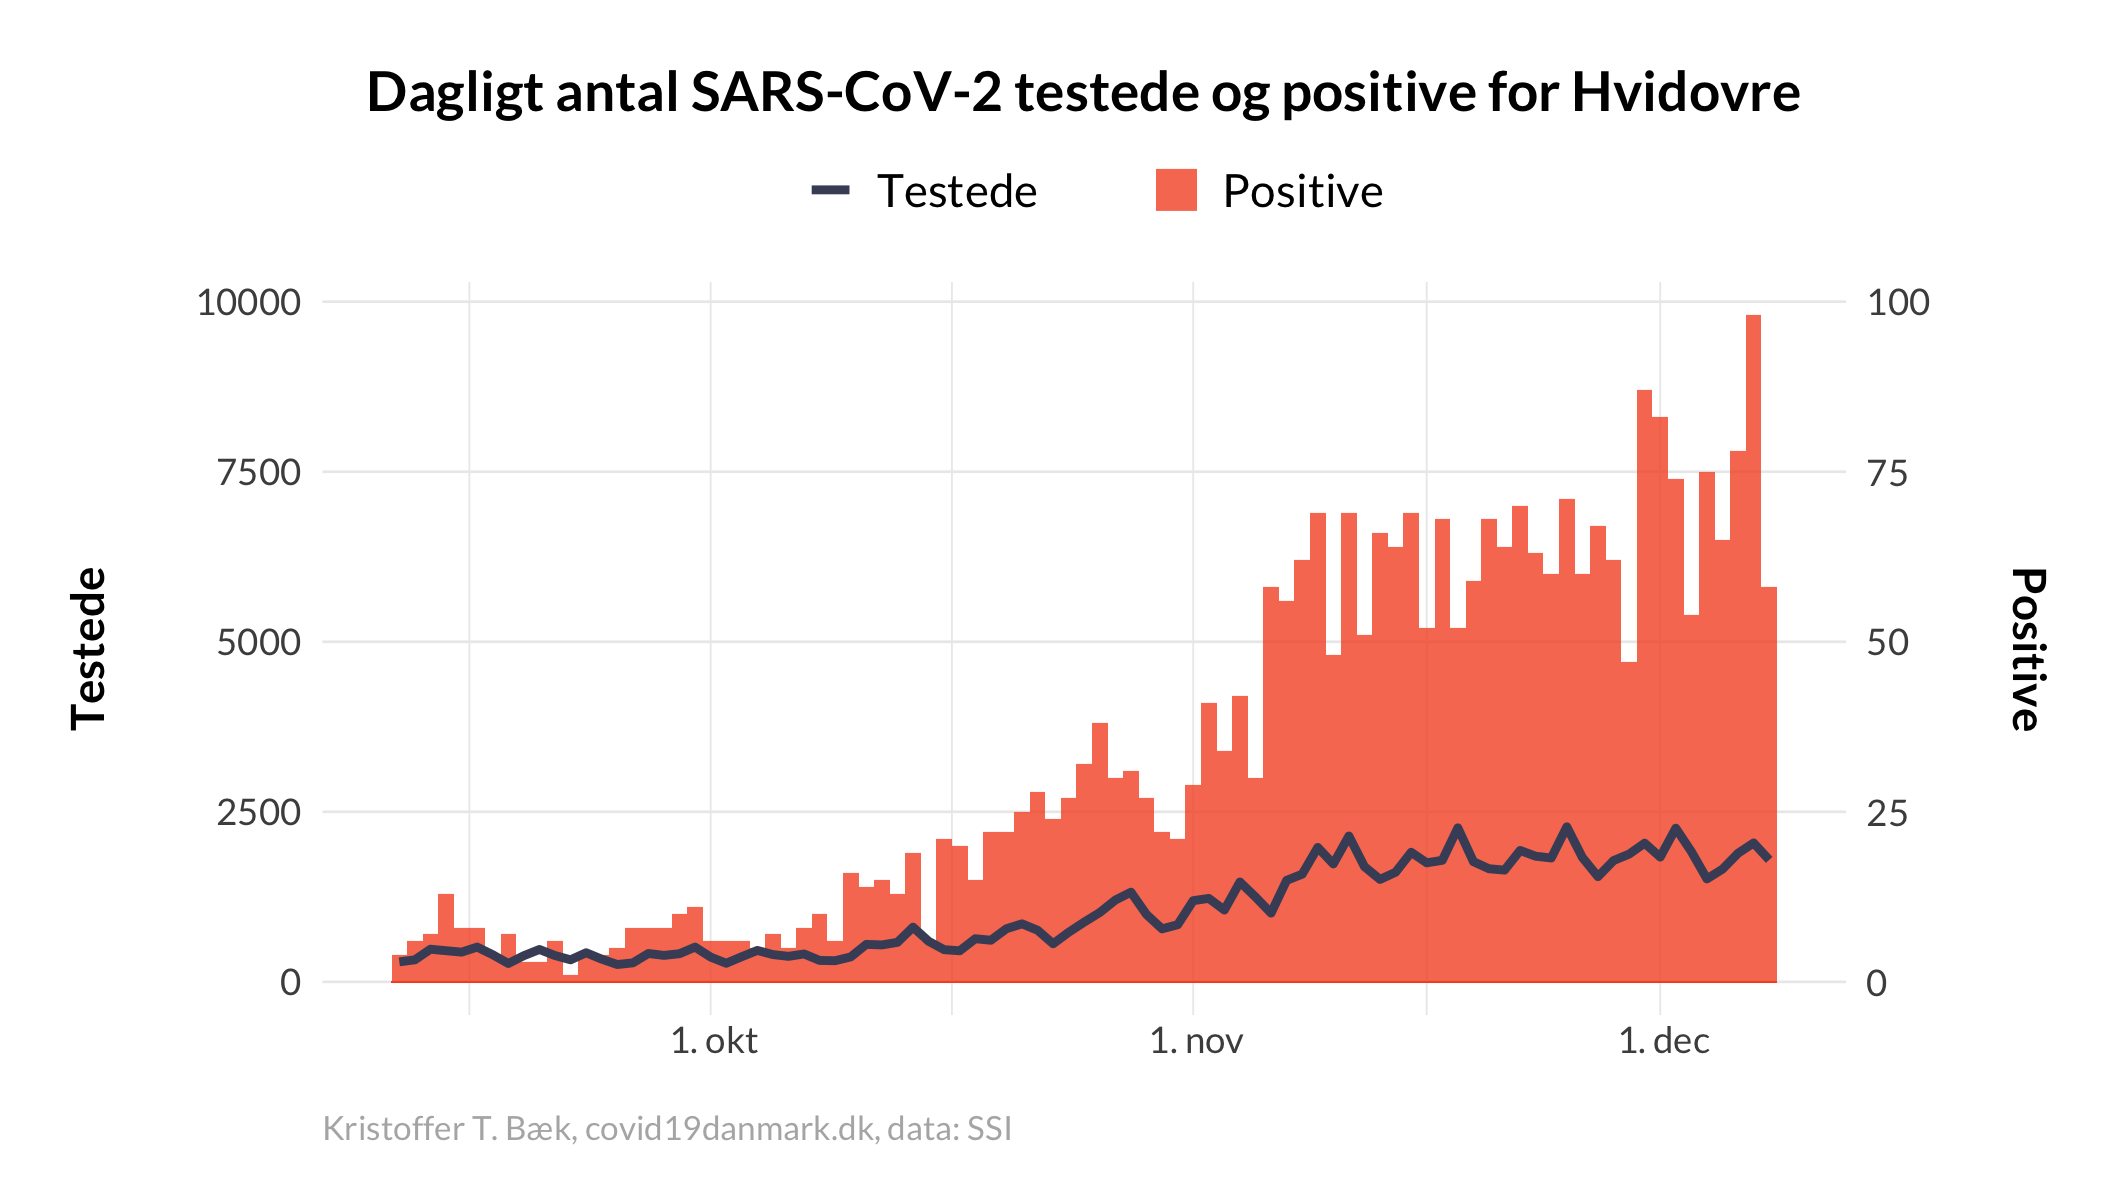 Dagligt antal SARS-CoV-2 testede og positive for Hvidovre
Testede
Positive
10000
7500
5000
2500
0
100
75
50
25
0
Testede
Positive
1. okt
1. nov
1. dec
Kristoffer T. Bæk, covid19danmark.dk, data: SSI